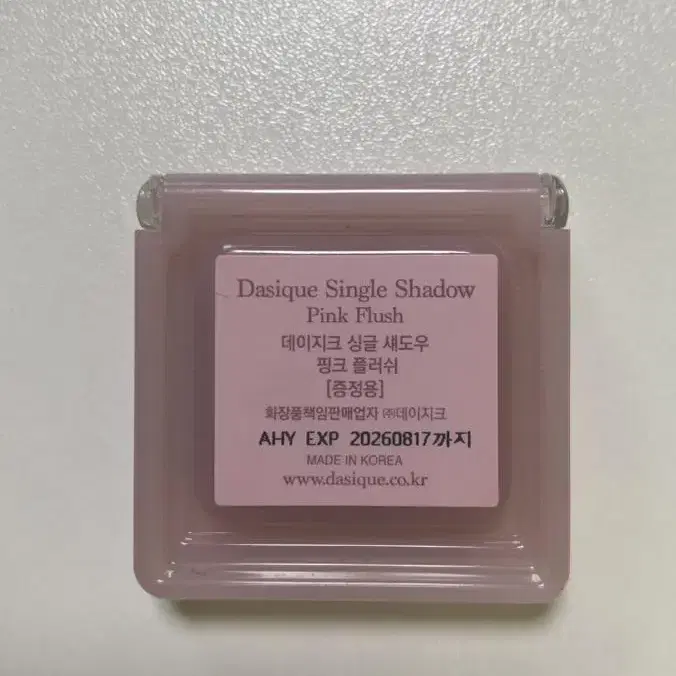 Dasique Single Shadow
Pink Flush
데이지크 싱글 섀도우
핑크 플러쉬
[증정용]
화장품책임판매업자 ㈜데이지크
AHY EXP 20260817까지
MADE IN KOREA
www.dasique.co.kr